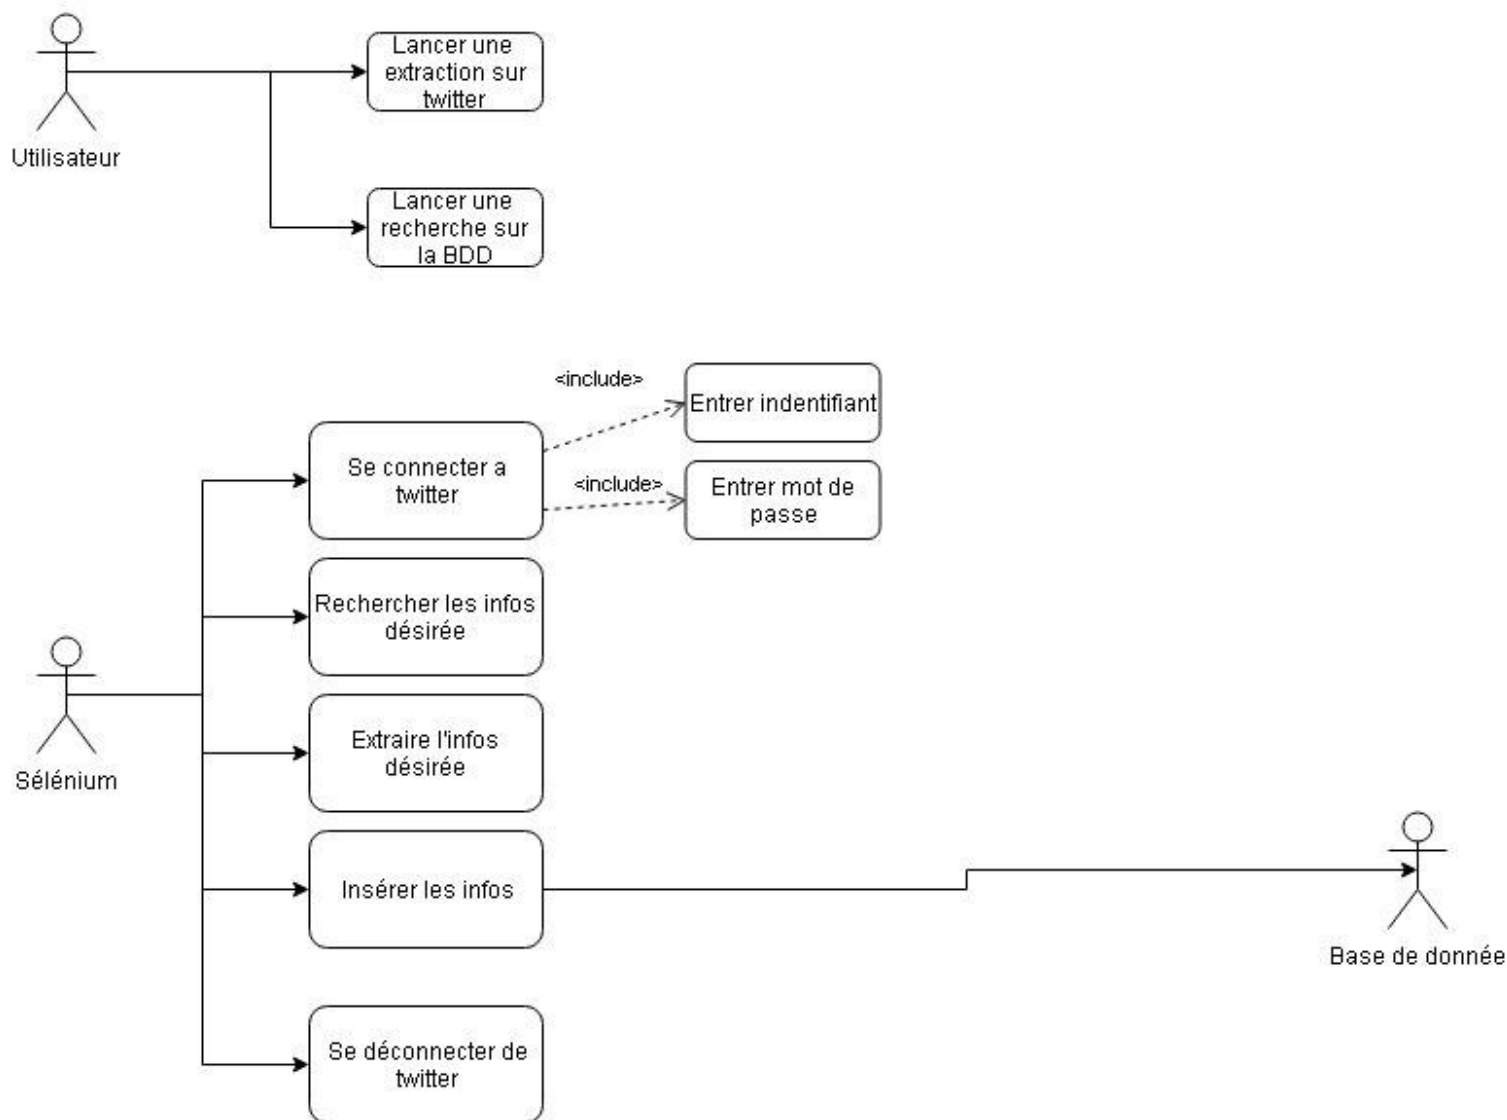 Lancer une
extraction sur
twitter
Utilisateur
Lancer une
recherche sur
la BDD
<include>
Entrer indentifiant
Se connecter a
twitter
<include>
Entrer mot de
passe
Rechercher les infos
désirée
Sélénium
Extraire l'infos
désirée
Insérer les infos
Base de donnée
Se déconnecter de
twitter